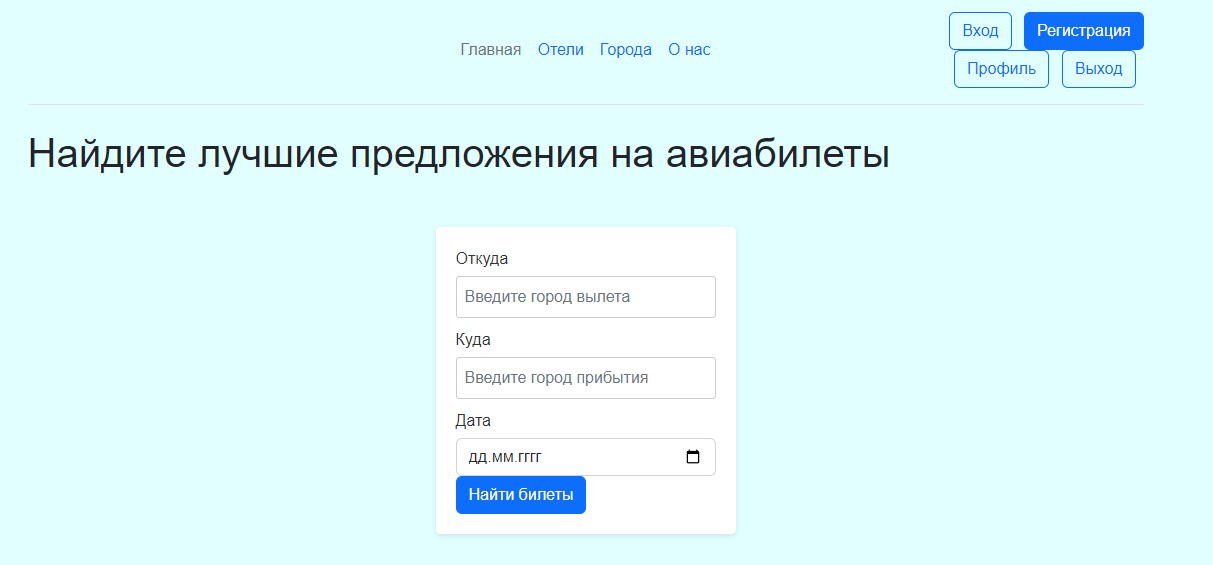 Главная Отели Города О нас Вход Регистрация
Профиль Выход
Найдите лучшие предложения на авиабилеты
Откуда
Введите город вылета
Куда
Введите город прибытия
Дата
дд.мм.гггг
Найти билеты